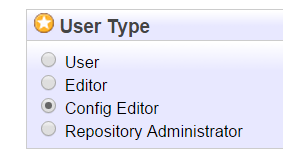 User Type
User
Editor
Config Editor
Repository Administrator